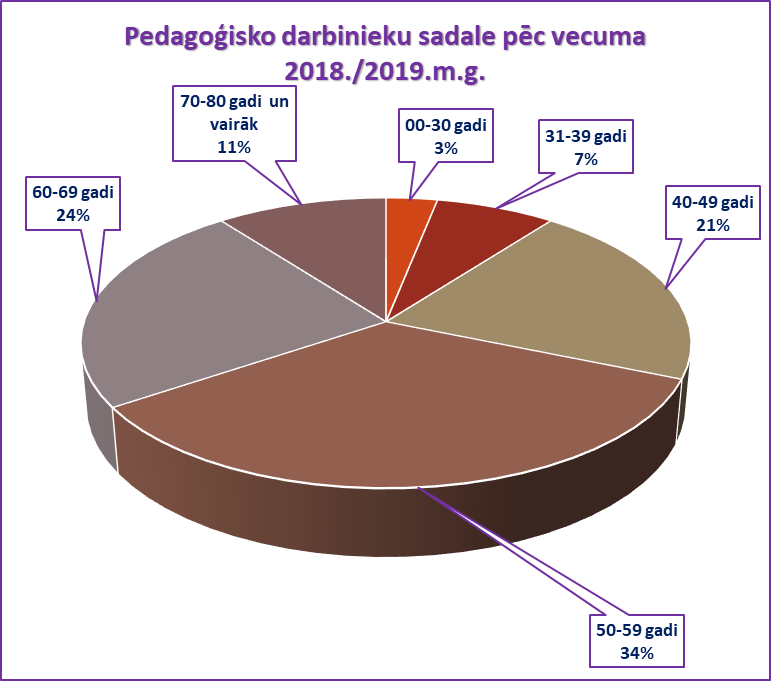 Pedagoģisko darbinieku sadale pēc vecuma
2018./2019.m.g.
70-80 gadi un
vairāk
11%
00-30 gadi
3%
31-39 gadi
7%
60-69 gadi
24%
40-49 gadi
21%
50-59 gadi
34%